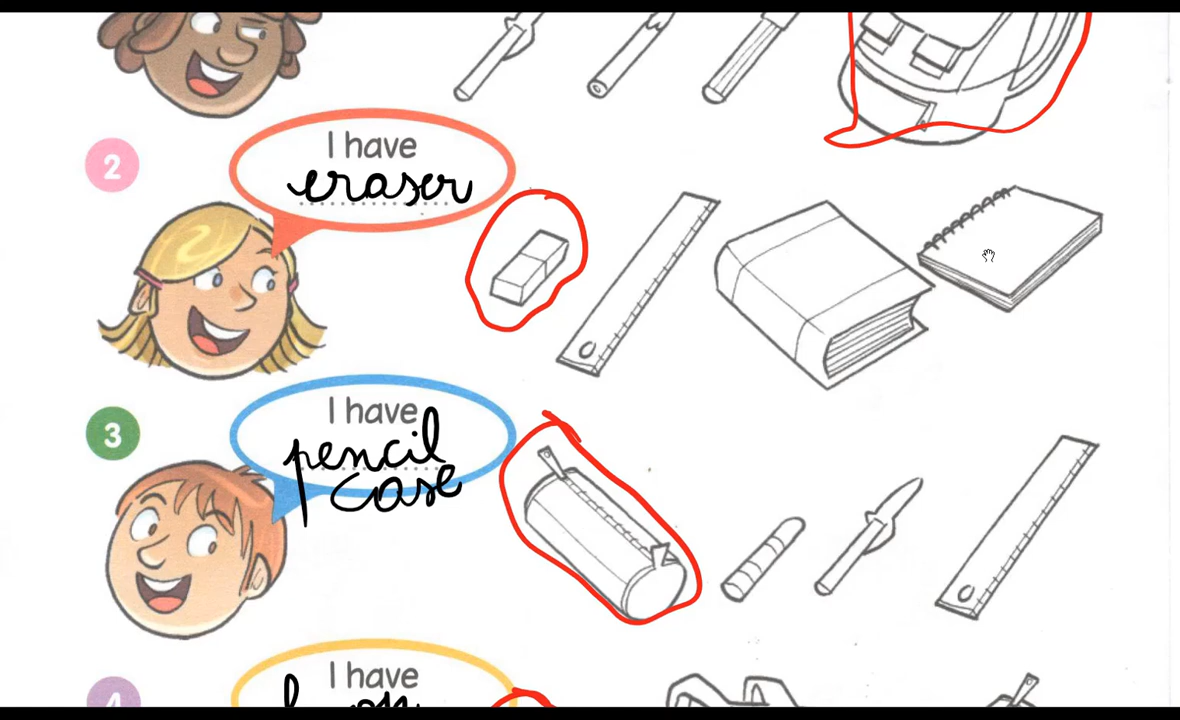 2
I have
eraser
3
I have
pencil
case
I have